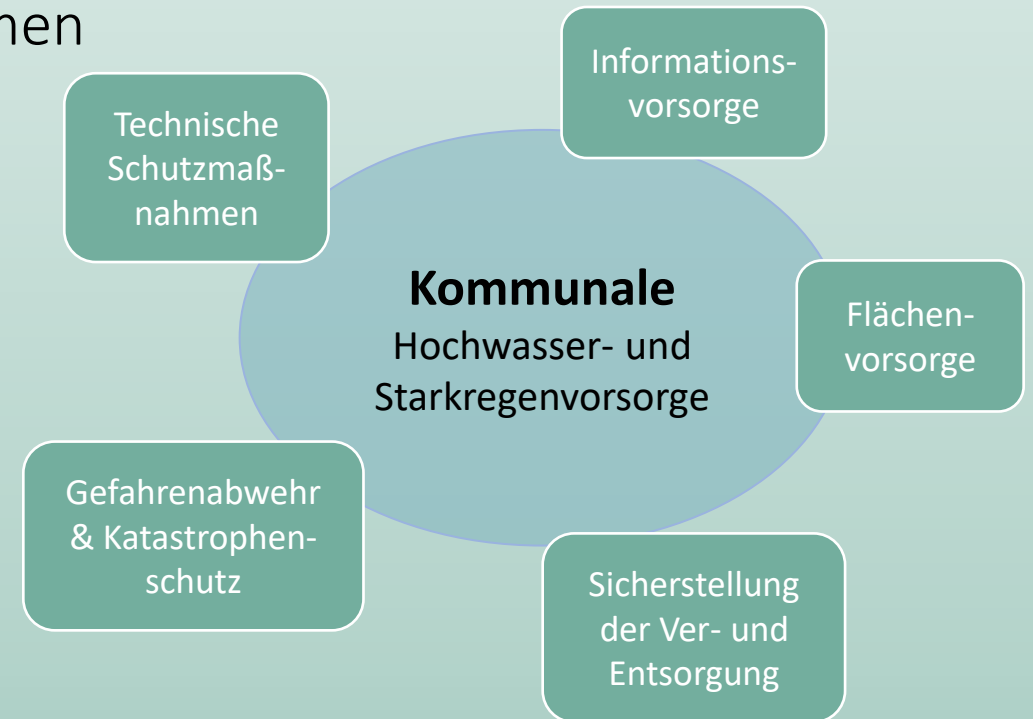 nen
Informations-
vorsorge
Technische
Schutzmaß-
nahmen
Kommunale
Hochwasser- und
Starkregenvorsorge
Flächen-
vorsorge
Gefahrenabwehr
& Katastrophen-
schutz
Sicherstellung
der Ver- und
Entsorgung